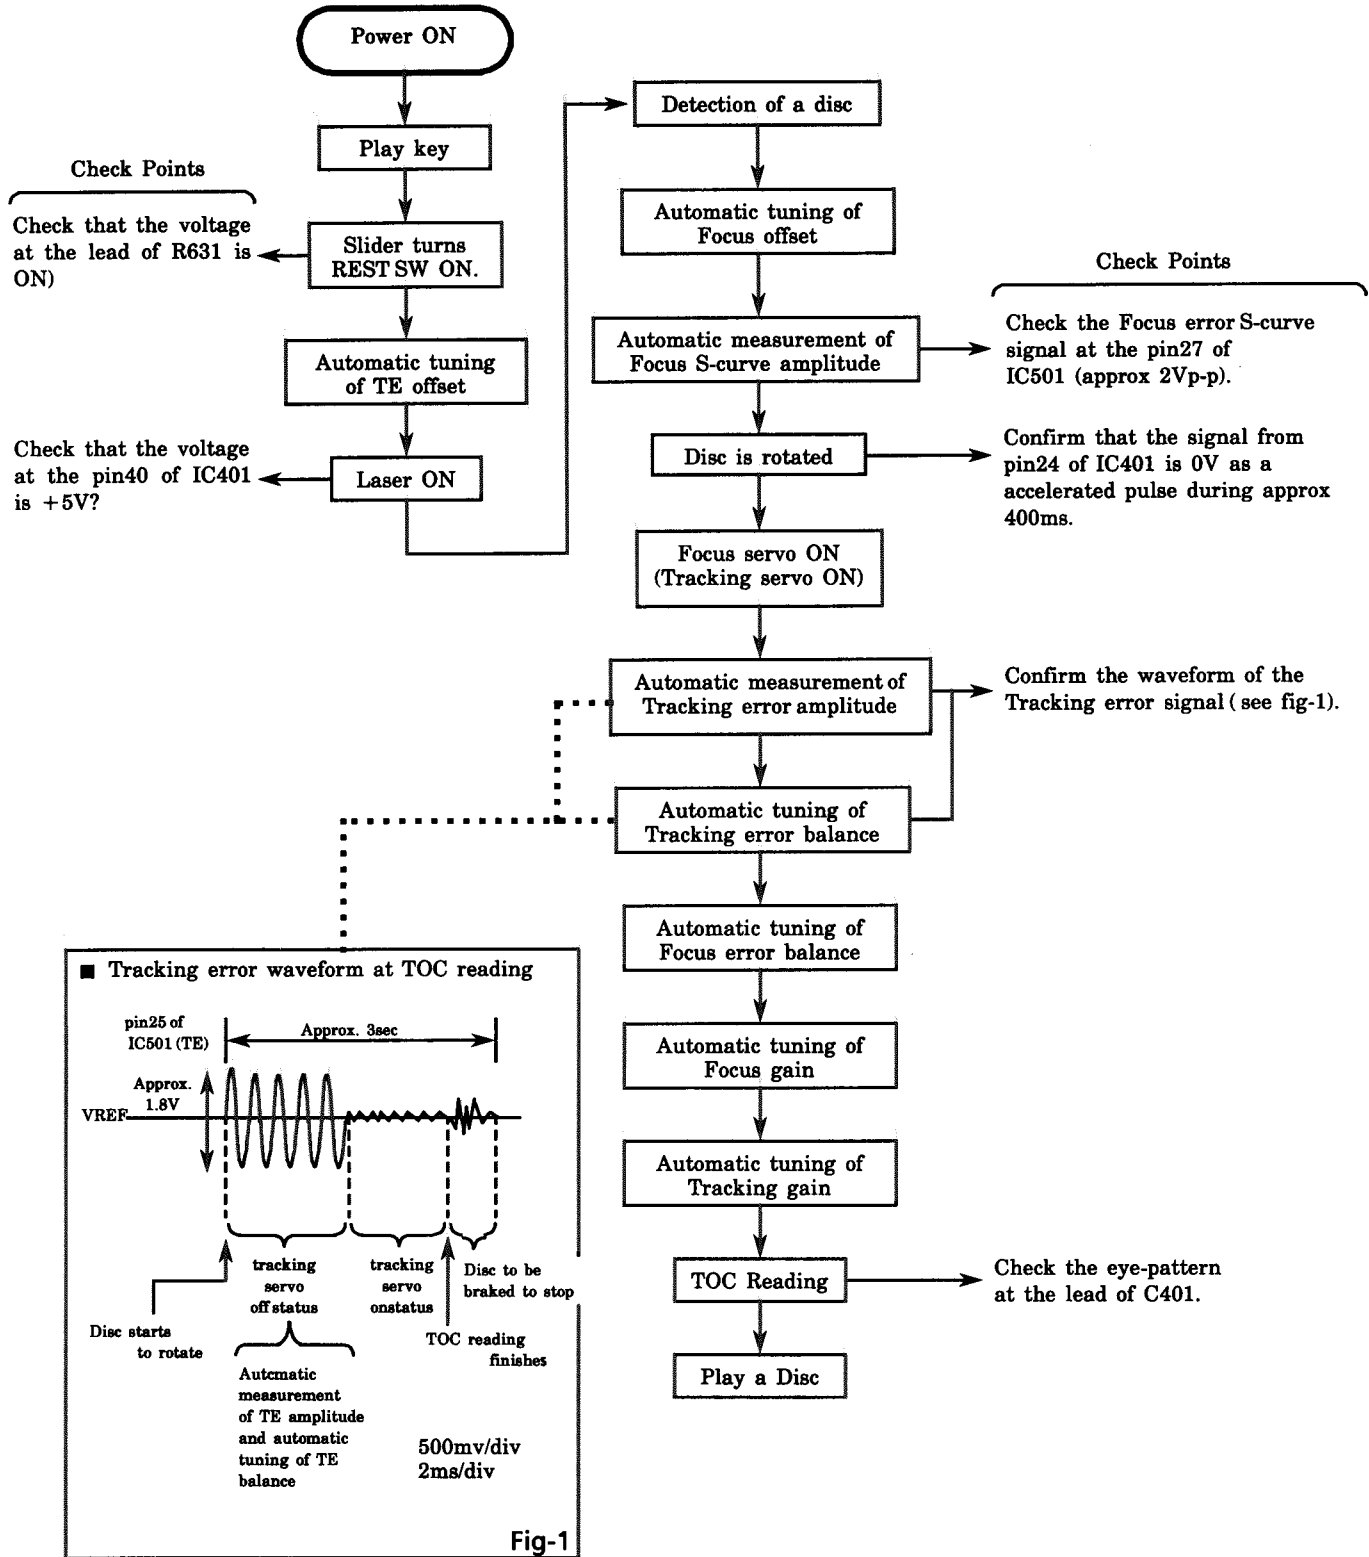 Power ON
Play key
Check Points
Check that the voltage
at the lead of R631 is
ON)
Slider turns
REST SW ON.
Automatic tuning
of TE offset
Check that the voltage
at the pin40 of IC401
is +5V?
Laser ON
Detection of a disc
Automatic tuning of
Focus offset
Check Points
Automatic measurement of
Focus S-curve amplitude
Check the Focus error S-curve
signal at the pin27 of
IC501 (approx 2Vp-p).
Disc is rotated
Confirm that the signal from
pin24 of IC401 is 0V as a
accelerated pulse during approx
400ms.
Focus servo ON
(Tracking servo ON)
Automatic measurement of
Tracking error amplitude
Confirm the waveform of the
Tracking error signal ( see fig-1).
Automatic tuning of
Tracking error balance
Automatic tuning of
Focus error balance
Automatic tuning of
Focus gain
Automatic tuning of
Tracking gain
TOC Reading
Check the eye-pattern
at the lead of C401.
Play a Disc
■ Tracking error waveform at TOC reading
pin25 of
IC501 (TE)
Approx. 3sec
Approx.
1.8V
VREF
tracking
servo
off status
tracking
servo
onstatus
Disc to be
braked to stop
Disc starts
to rotate
TOC reading
finishes
Autcmatic
measurement
of TE amplitude
and automatic
tuning of TE
balance
500mv/div
2ms/div
Fig-1